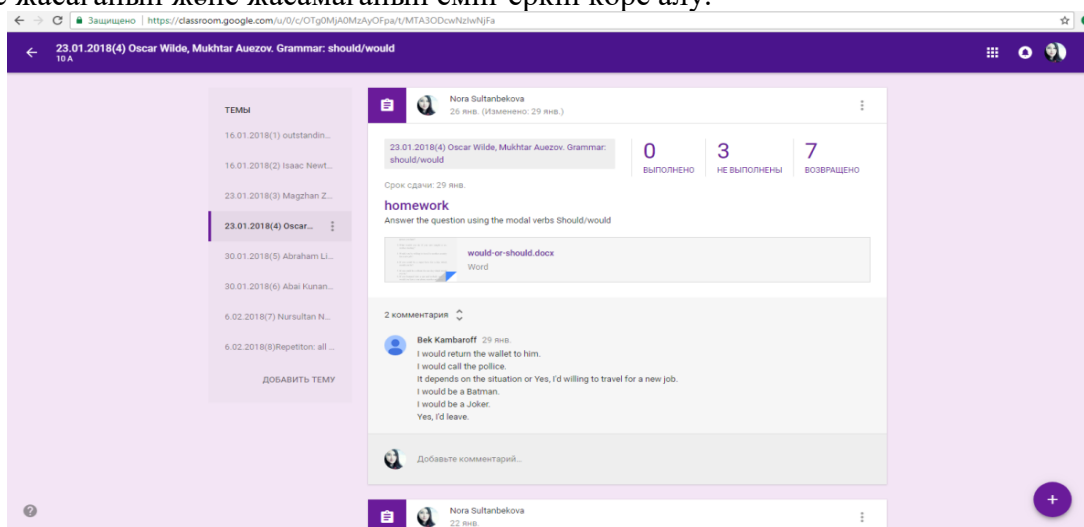 жасағанын және жасамағанын емін-еркін көре алу.
Защищено | https://classroom.google.com/u/0/c/OTg0MjA0MzAyOFpa/t/MTA3ODcwNzIwNjFa
23.01.2018(4) Oscar Wilde, Mukhtar Auezov. Grammar: should/would
10 A
ТЕМЫ
16.01.2018(1) outstandin...
16.01.2018(2) Isaac Newt...
23.01.2018(3) Magzhan Z...
23.01.2018(4) Oscar...
30.01.2018(5) Abraham Li...
30.01.2018(6) Abai Kunan...
6.02.2018(7) Nursultan N...
6.02.2018(8)Repetiton: all ...
ДОБАВИТЬ ТЕМУ
Nora Sultanbekova
26 янв. (Изменено: 29 янв.)
23.01.2018(4) Oscar Wilde, Mukhtar Auezov. Grammar:
should/would
0
ВЫПОЛНЕНО
3
НЕ ВЫПОЛНЕНЫ
7
ВОЗВРАЩЕНО
Срок сдачи: 29 янв.
homework
Answer the question using the modal verbs Should/would
would-or-should.docx
Word
2 комментария
Bek Kambaroff 29 янв.
I would return the wallet to him.
I would call the pollice.
It depends on the situation or Yes, I'd willing to travel for a new job.
I would be a Batman.
I would be a Joker.
Yes, I'd leave.
Добавьте комментарий...
Nora Sultanbekova
22 янв.